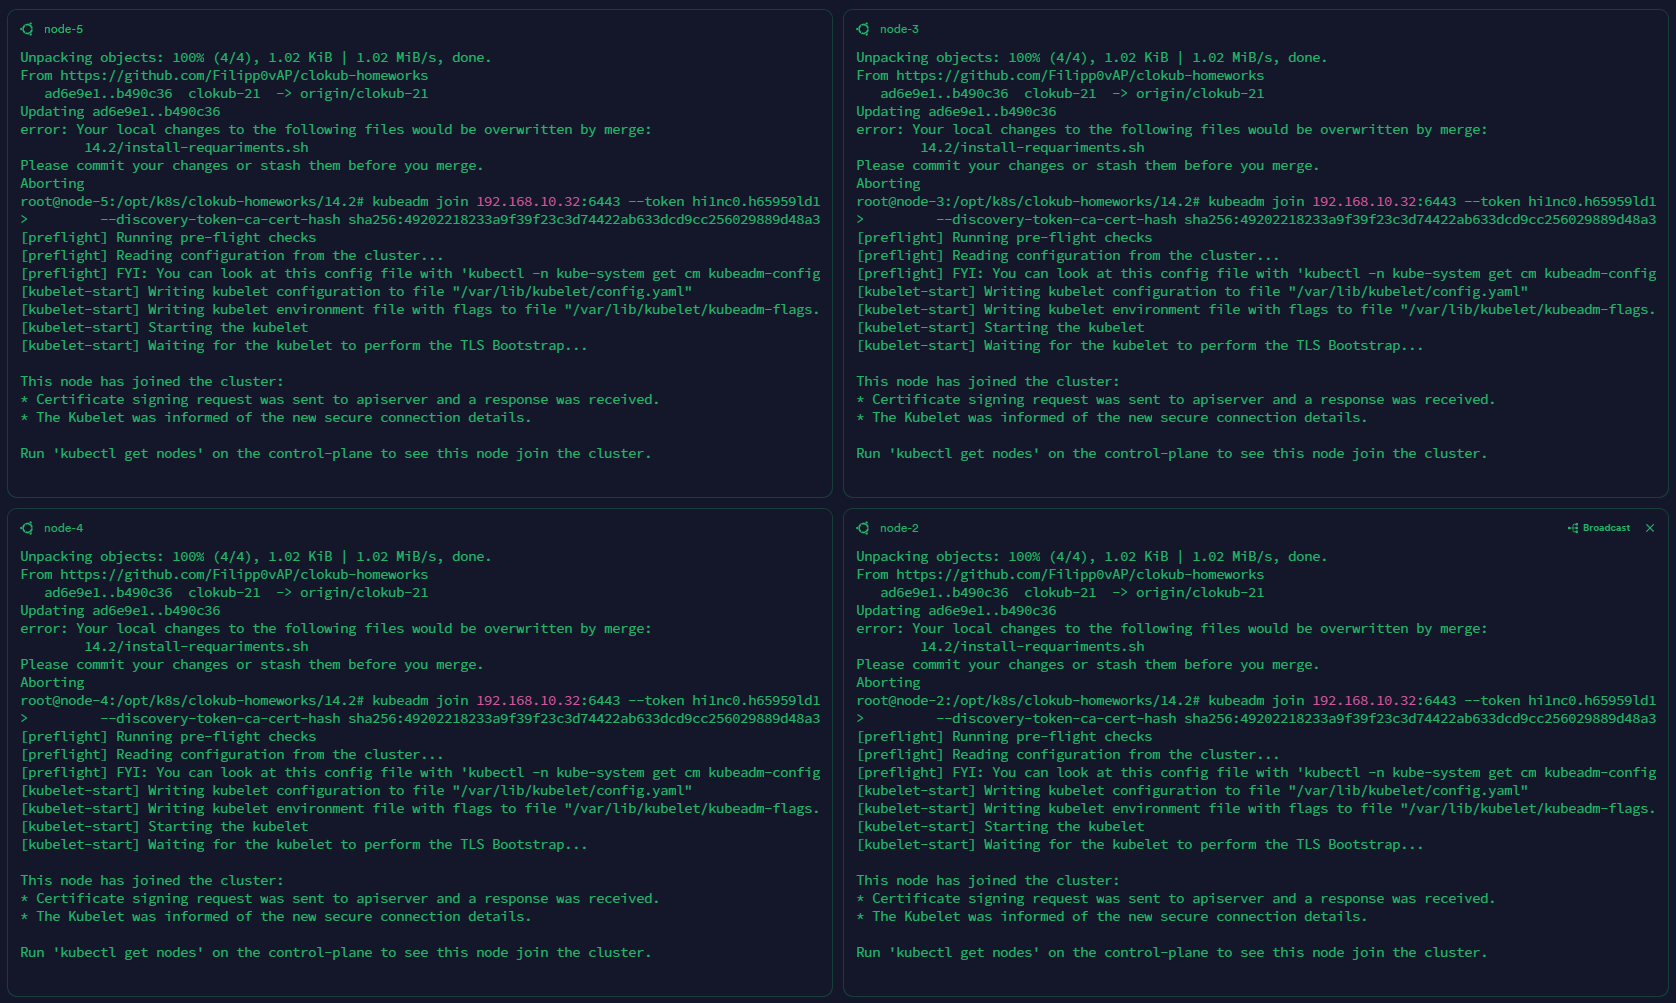 node-5
Unpacking objects: 100% (4/4), 1.02 KiB | 1.02 MiB/s, done.
From https://github.com/Filipp0vAP/clokub-homeworks
   ad6e9e1..b490c36  clokub-21  -> origin/clokub-21
Updating ad6e9e1..b490c36
error: Your local changes to the following files would be overwritten by merge:
        14.2/install-requariments.sh
Please commit your changes or stash them before you merge.
Aborting
root@node-5:/opt/k8s/clokub-homeworks/14.2# kubeadm join 192.168.10.32:6443 --token hi1nc0.h65959ld1
>         --discovery-token-ca-cert-hash sha256:49202218233a9f39f23c3d74422ab633dcd9cc256029889d48a3
[preflight] Running pre-flight checks
[preflight] Reading configuration from the cluster...
[preflight] FYI: You can look at this config file with 'kubectl -n kube-system get cm kubeadm-config
[kubelet-start] Writing kubelet configuration to file "/var/lib/kubelet/config.yaml"
[kubelet-start] Writing kubelet environment file with flags to file "/var/lib/kubelet/kubeadm-flags.
[kubelet-start] Starting the kubelet
[kubelet-start] Waiting for the kubelet to perform the TLS Bootstrap...
This node has joined the cluster:
* Certificate signing request was sent to apiserver and a response was received.
* The Kubelet was informed of the new secure connection details.
Run 'kubectl get nodes' on the control-plane to see this node join the cluster.
node-3
Unpacking objects: 100% (4/4), 1.02 KiB | 1.02 MiB/s, done.
From https://github.com/Filipp0vAP/clokub-homeworks
   ad6e9e1..b490c36  clokub-21  -> origin/clokub-21
Updating ad6e9e1..b490c36
error: Your local changes to the following files would be overwritten by merge:
        14.2/install-requariments.sh
Please commit your changes or stash them before you merge.
Aborting
root@node-3:/opt/k8s/clokub-homeworks/14.2# kubeadm join 192.168.10.32:6443 --token hi1nc0.h65959ld1
>         --discovery-token-ca-cert-hash sha256:49202218233a9f39f23c3d74422ab633dcd9cc256029889d48a3
[preflight] Running pre-flight checks
[preflight] Reading configuration from the cluster...
[preflight] FYI: You can look at this config file with 'kubectl -n kube-system get cm kubeadm-config
[kubelet-start] Writing kubelet configuration to file "/var/lib/kubelet/config.yaml"
[kubelet-start] Writing kubelet environment file with flags to file "/var/lib/kubelet/kubeadm-flags.
[kubelet-start] Starting the kubelet
[kubelet-start] Waiting for the kubelet to perform the TLS Bootstrap...
This node has joined the cluster:
* Certificate signing request was sent to apiserver and a response was received.
* The Kubelet was informed of the new secure connection details.
Run 'kubectl get nodes' on the control-plane to see this node join the cluster.
node-4
Unpacking objects: 100% (4/4), 1.02 KiB | 1.02 MiB/s, done.
From https://github.com/Filipp0vAP/clokub-homeworks
   ad6e9e1..b490c36  clokub-21  -> origin/clokub-21
Updating ad6e9e1..b490c36
error: Your local changes to the following files would be overwritten by merge:
        14.2/install-requariments.sh
Please commit your changes or stash them before you merge.
Aborting
root@node-4:/opt/k8s/clokub-homeworks/14.2# kubeadm join 192.168.10.32:6443 --token hi1nc0.h65959ld1
>         --discovery-token-ca-cert-hash sha256:49202218233a9f39f23c3d74422ab633dcd9cc256029889d48a3
[preflight] Running pre-flight checks
[preflight] Reading configuration from the cluster...
[preflight] FYI: You can look at this config file with 'kubectl -n kube-system get cm kubeadm-config
[kubelet-start] Writing kubelet configuration to file "/var/lib/kubelet/config.yaml"
[kubelet-start] Writing kubelet environment file with flags to file "/var/lib/kubelet/kubeadm-flags.
[kubelet-start] Starting the kubelet
[kubelet-start] Waiting for the kubelet to perform the TLS Bootstrap...
This node has joined the cluster:
* Certificate signing request was sent to apiserver and a response was received.
* The Kubelet was informed of the new secure connection details.
Run 'kubectl get nodes' on the control-plane to see this node join the cluster.
node-2
Broadcast
Unpacking objects: 100% (4/4), 1.02 KiB | 1.02 MiB/s, done.
From https://github.com/Filipp0vAP/clokub-homeworks
   ad6e9e1..b490c36  clokub-21  -> origin/clokub-21
Updating ad6e9e1..b490c36
error: Your local changes to the following files would be overwritten by merge:
        14.2/install-requariments.sh
Please commit your changes or stash them before you merge.
Aborting
root@node-2:/opt/k8s/clokub-homeworks/14.2# kubeadm join 192.168.10.32:6443 --token hi1nc0.h65959ld1
>         --discovery-token-ca-cert-hash sha256:49202218233a9f39f23c3d74422ab633dcd9cc256029889d48a3
[preflight] Running pre-flight checks
[preflight] Reading configuration from the cluster...
[preflight] FYI: You can look at this config file with 'kubectl -n kube-system get cm kubeadm-config
[kubelet-start] Writing kubelet configuration to file "/var/lib/kubelet/config.yaml"
[kubelet-start] Writing kubelet environment file with flags to file "/var/lib/kubelet/kubeadm-flags.
[kubelet-start] Starting the kubelet
[kubelet-start] Waiting for the kubelet to perform the TLS Bootstrap...
This node has joined the cluster:
* Certificate signing request was sent to apiserver and a response was received.
* The Kubelet was informed of the new secure connection details.
Run 'kubectl get nodes' on the control-plane to see this node join the cluster.